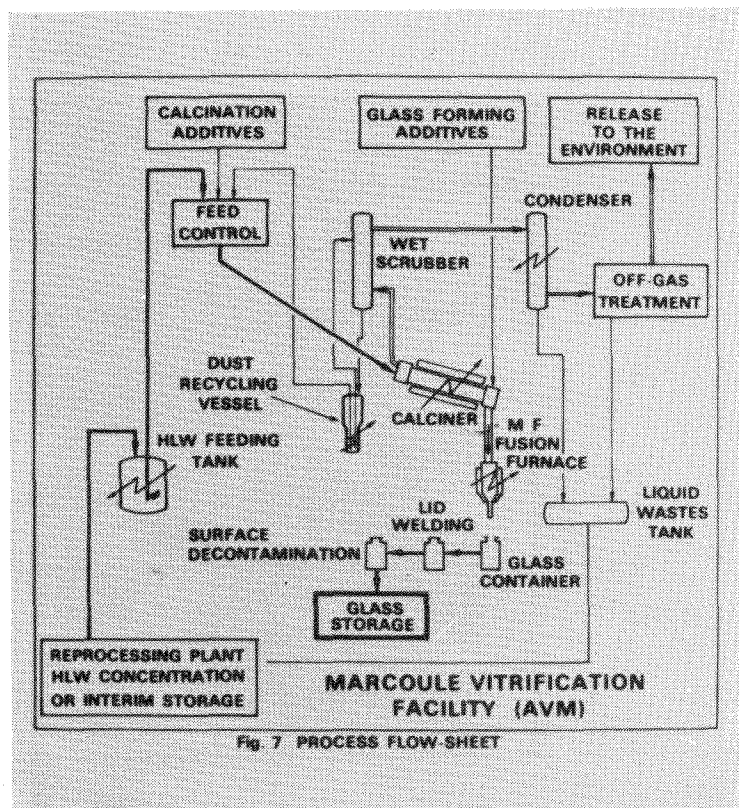 CALCINATION
ADDITIVES
GLASS FORMING
ADDITIVES
RELEASE
TO THE
ENVIRONMENT
FEED
CONTROL
WET
SCRUBBER
CONDENSER
OFF-GAS
TREATMENT
DUST
RECYCLING
VESSEL
CALCINER
M F
FUSION
FURNACE
HLW FEEDING
TANK
LID
WELDING
LIQUID
WASTES
TANK
SURFACE
DECONTAMINATION
GLASS
CONTAINER
GLASS
STORAGE
REPROCESSING PLANT
HLW CONCENTRATION
OR INTERIM STORAGE
MARCOULE VITRIFICATION
FACILITY (AVM)
Fig. 7 PROCESS FLOW-SHEET